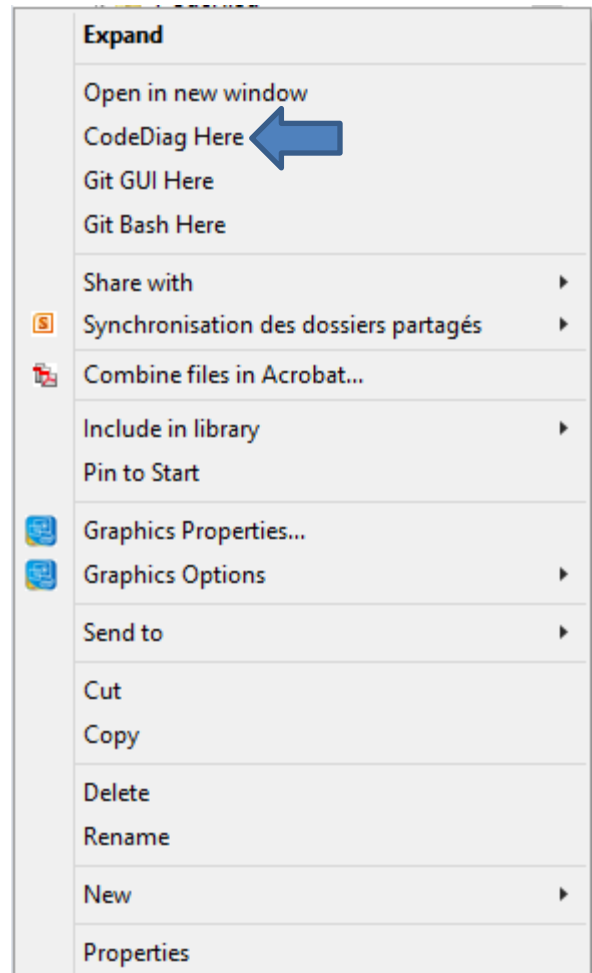 Expand
Open in new window
CodeDiag Here
Git GUI Here
Git Bash Here
Share with
S
Synchronisation des dossiers partagés
Combine files in Acrobat...
Include in library
Pin to Start
Graphics Properties...
Graphics Options
Send to
Cut
Copy
Delete
Rename
New
Properties